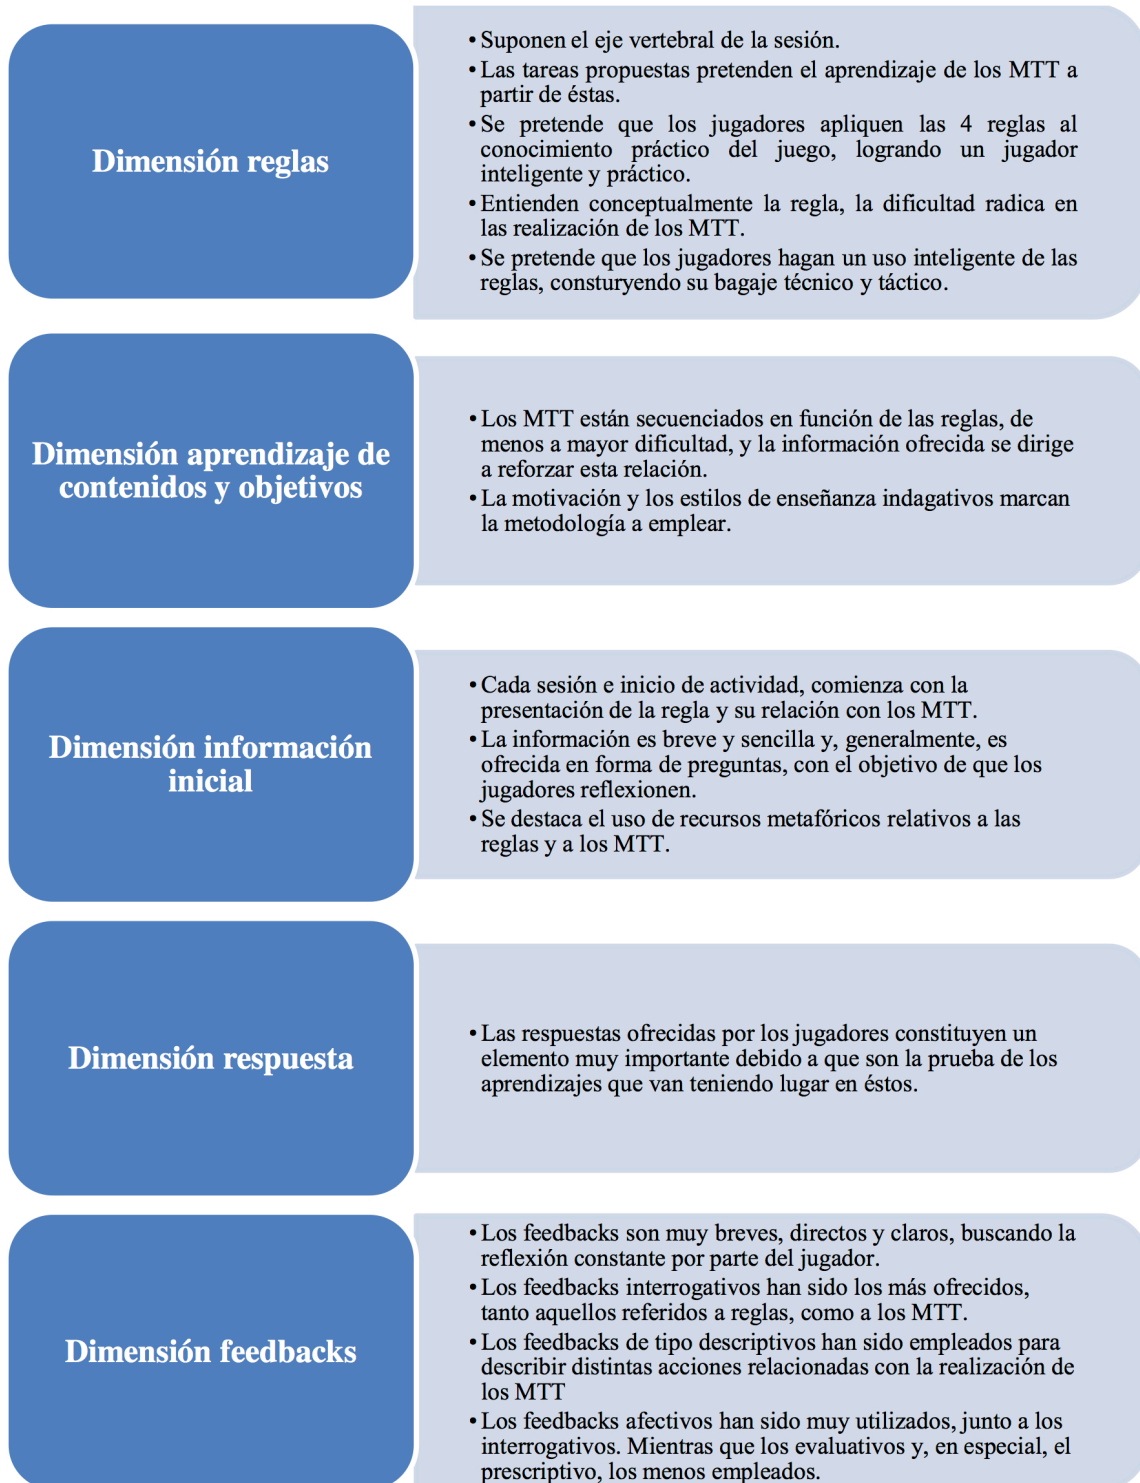 Dimensión reglas
• Suponen el eje vertebral de la sesión.
• Las tareas propuestas pretenden el aprendizaje de los MTT a
partir de éstas.
• Se pretende que los jugadores apliquen las 4 reglas al
conocimiento práctico del juego, logrando un jugador
inteligente y práctico.
• Entienden conceptualmente la regla, la dificultad radica en
las realización de los MTT.
• Se pretende que los jugadores hagan un uso inteligente de las
reglas, consturyendo su bagaje técnico y táctico.
Dimensión aprendizaje de
contenidos y objetivos
• Los MTT están secuenciados en función de las reglas, de
menos a mayor dificultad, y la información ofrecida se dirige
a reforzar esta relación.
• La motivación y los estilos de enseñanza indagativos marcan
la metodología a emplear.
Dimensión información
inicial
• Cada sesión e inicio de actividad, comienza con la
presentación de la regla y su relación con los MTT.
• La información es breve y sencilla y, generalmente, es
ofrecida en forma de preguntas, con el objetivo de que los
jugadores reflexionen.
• Se destaca el uso de recursos metafóricos relativos a las
reglas y a los MTT.
Dimensión respuesta
• Las respuestas ofrecidas por los jugadores constituyen un
elemento muy importante debido a que son la prueba de los
aprendizajes que van teniendo lugar en éstos.
Dimensión feedbacks
• Los feedbacks son muy breves, directos y claros, buscando la
reflexión constante por parte del jugador.
• Los feedbacks interrogativos han sido los más ofrecidos,
tanto aquellos referidos a reglas, como a los MTT.
• Los feedbacks de tipo descriptivos han sido empleados para
describir distintas acciones relacionadas con la realización de
los MTT
• Los feedbacks afectivos han sido muy utilizados, junto a los
interrogativos. Mientras que los evaluativos y, en especial, el
prescriptivo, los menos empleados.